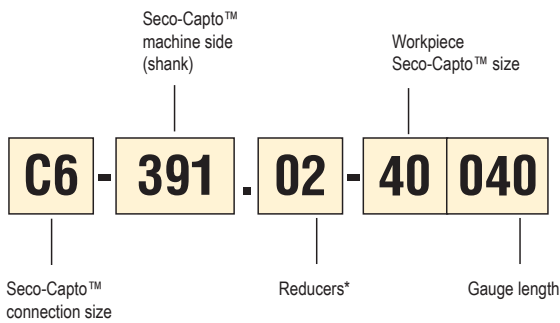 Seco-Capto™
machine side
(shank)
Workpiece
Seco-Capto™ size
C6 - 391 . 02 - 40 040
Seco-Capto™
connection size
Reducers*
Gauge length